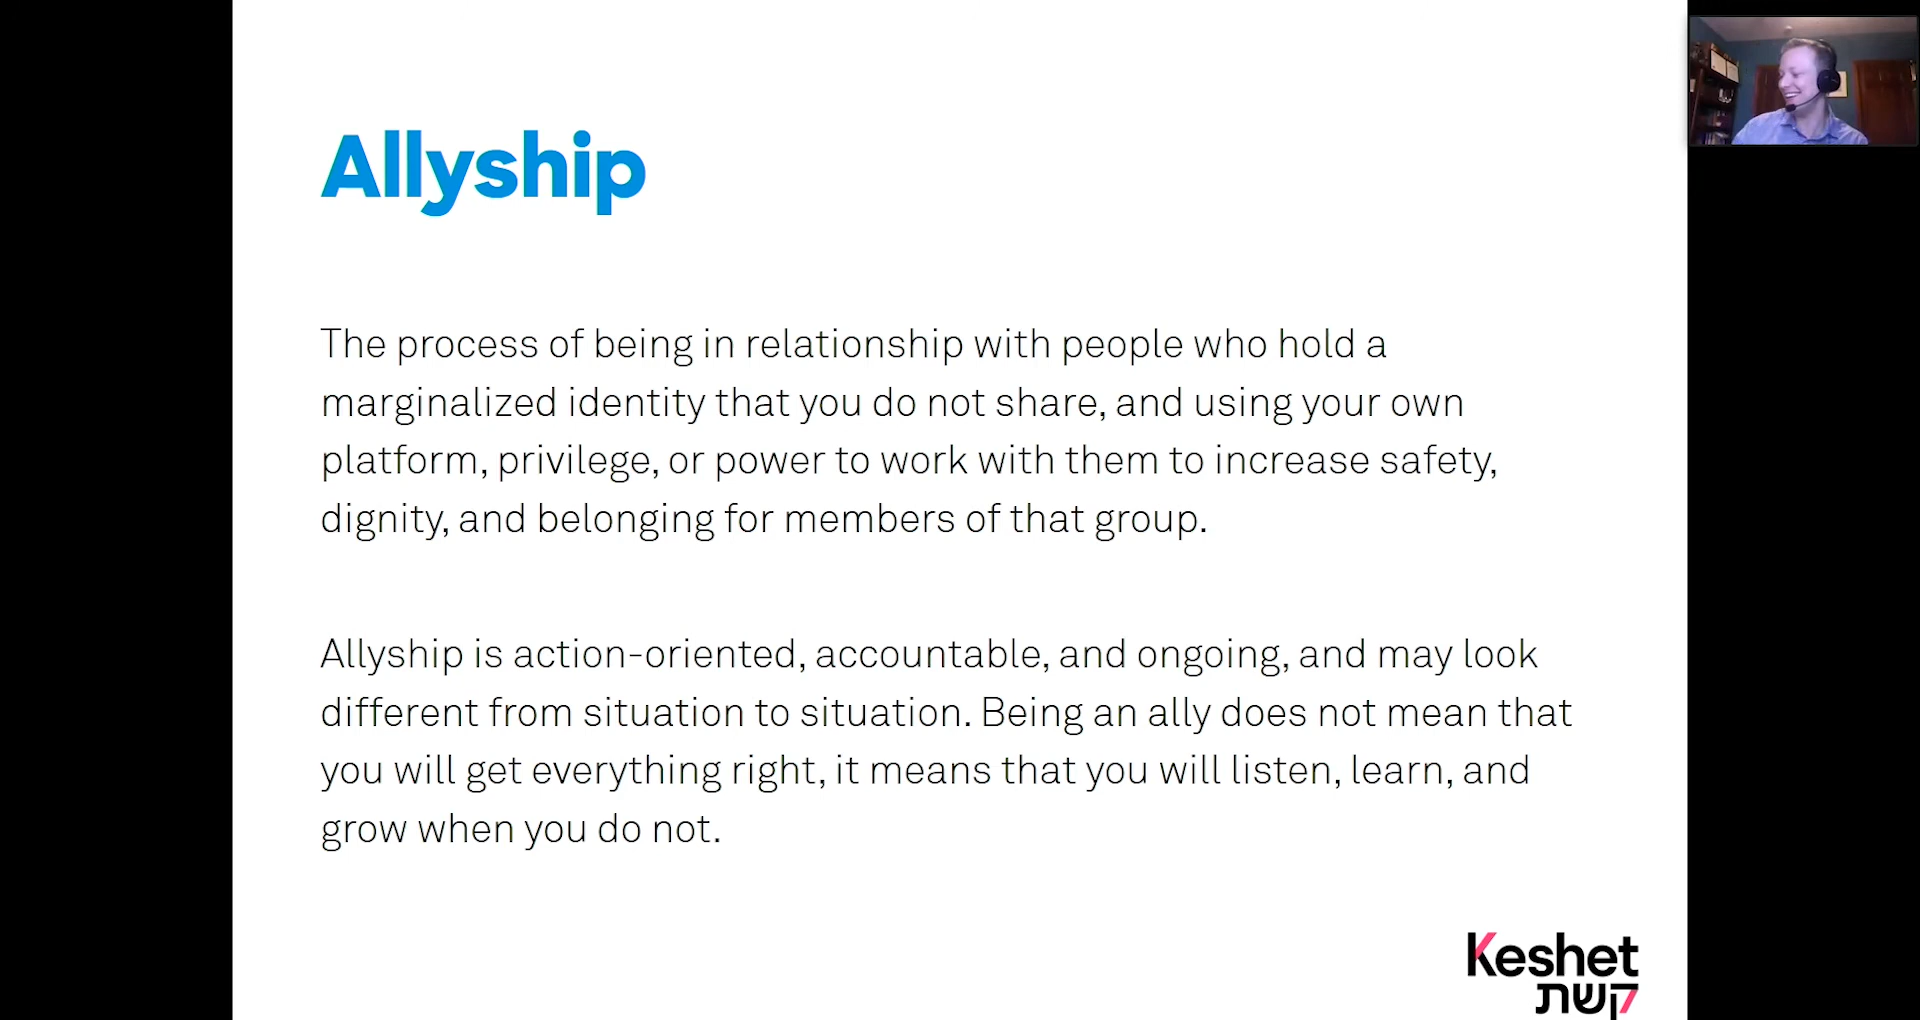 Allyship
The process of being in relationship with people who hold a
marginalized identity that you do not share, and using your own
platform, privilege, or power to work with them to increase safety,
dignity, and belonging for members of that group.
Allyship is action-oriented, accountable, and ongoing, and may look
different from situation to situation. Being an ally does not mean that
you will get everything right, it means that you will listen, learn, and
grow when you do not.
Keshet
קשת